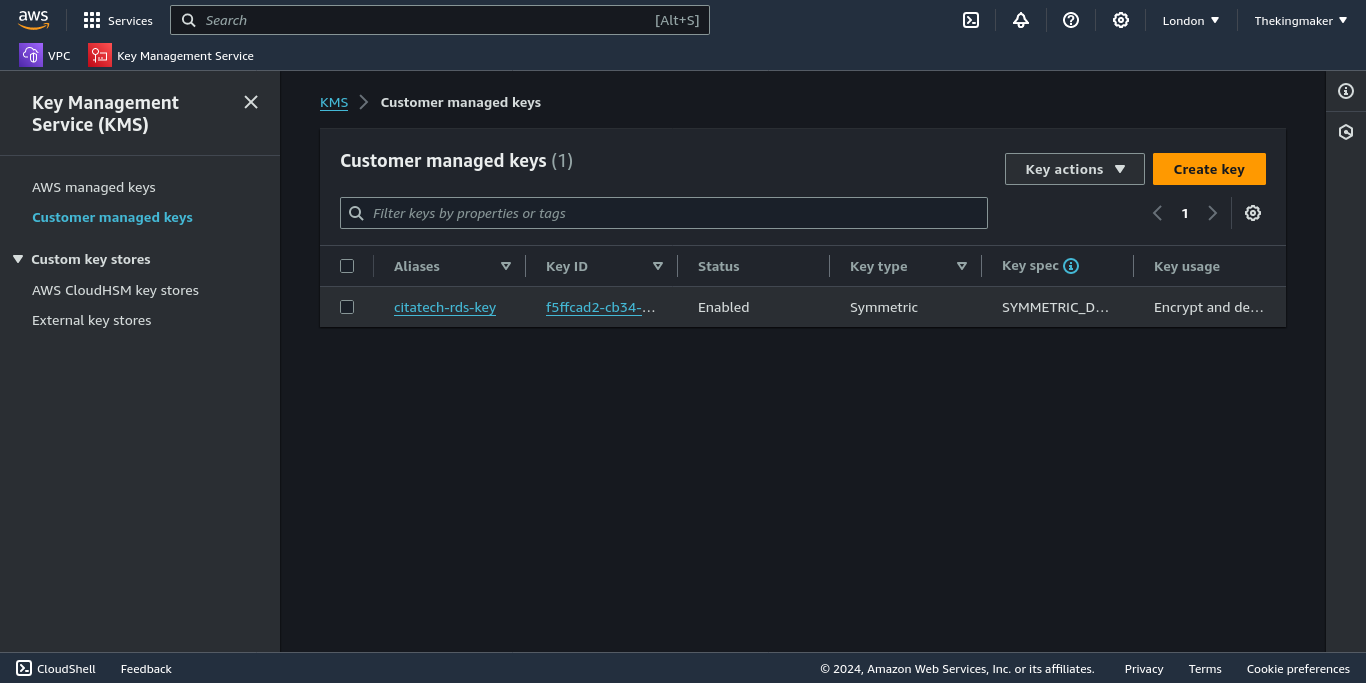 aws Services Search [Alt+S] London Thekingmaker
VPC Key Management Service
Key Management
Service (KMS)
AWS managed keys
Customer managed keys
Custom key stores
AWS CloudHSM key stores
External key stores
KMS Customer managed keys
Customer managed keys (1)
Key actions Create key
Filter keys by properties or tags 1
Aliases Key ID Status Key type Key spec Key usage
citatech-rds-key f5ffcad2-cb34-... Enabled Symmetric SYMMETRIC_D... Encrypt and de...
CloudShell Feedback © 2024, Amazon Web Services, Inc. or its affiliates. Privacy Terms Cookie preferences